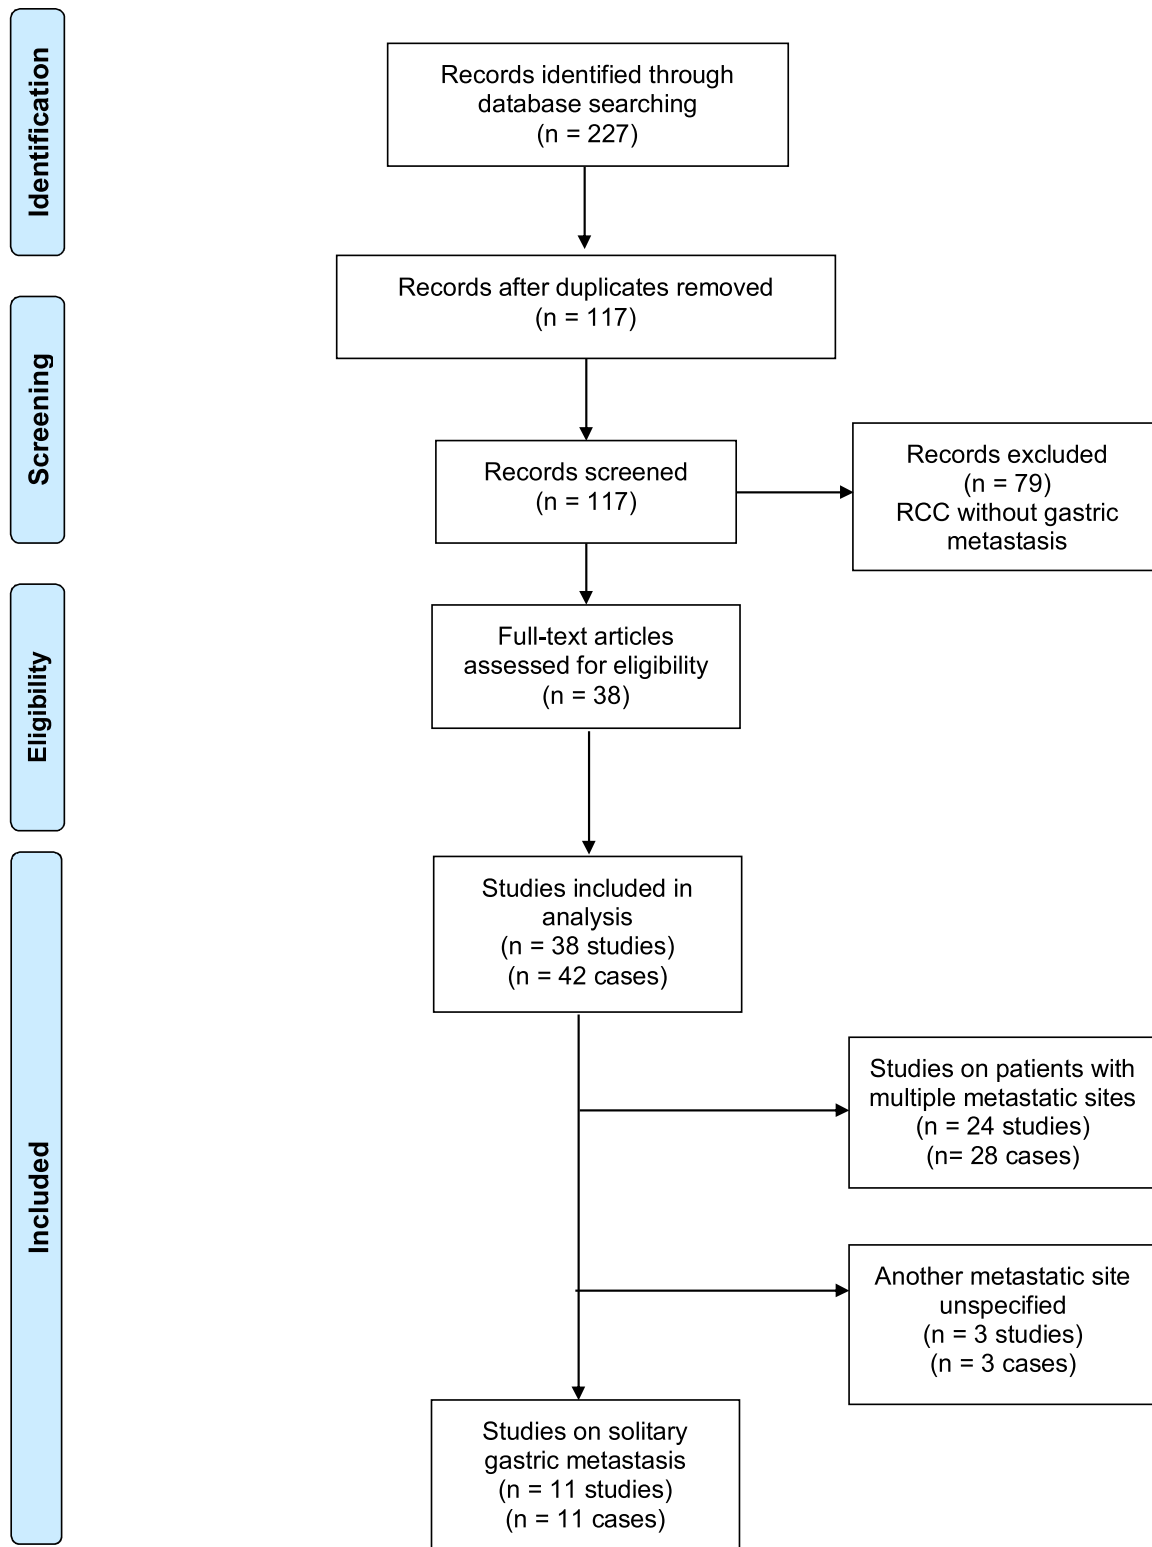 Identification
Records identified through
database searching
(n = 227)
Records after duplicates removed
(n = 117)
Screening
Records screened
(n = 117)
Records excluded
(n = 79)
RCC without gastric
metastasis
Eligibility
Full-text articles
assessed for eligibility
(n = 38)
Included
Studies included in
analysis
(n = 38 studies)
(n = 42 cases)
Studies on patients with
multiple metastatic sites
(n = 24 studies)
(n= 28 cases)
Another metastatic site
unspecified
(n = 3 studies)
(n = 3 cases)
Studies on solitary
gastric metastasis
(n = 11 studies)
(n = 11 cases)